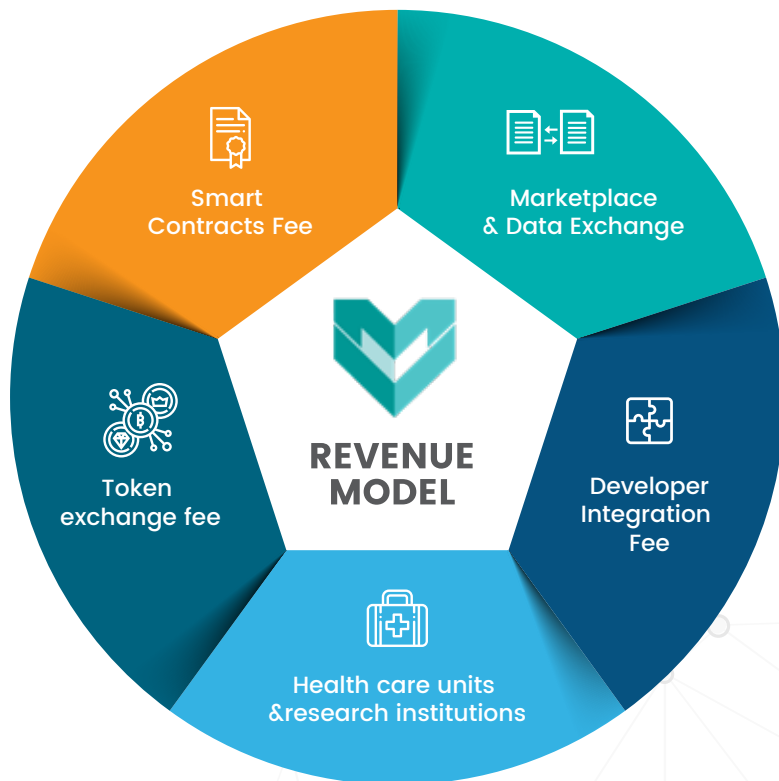 Smart
Contracts Fee
Marketplace
& Data Exchange
Token
exchange fee
REVENUE
MODEL
Developer
Integration
Fee
Health care units
&research institutions